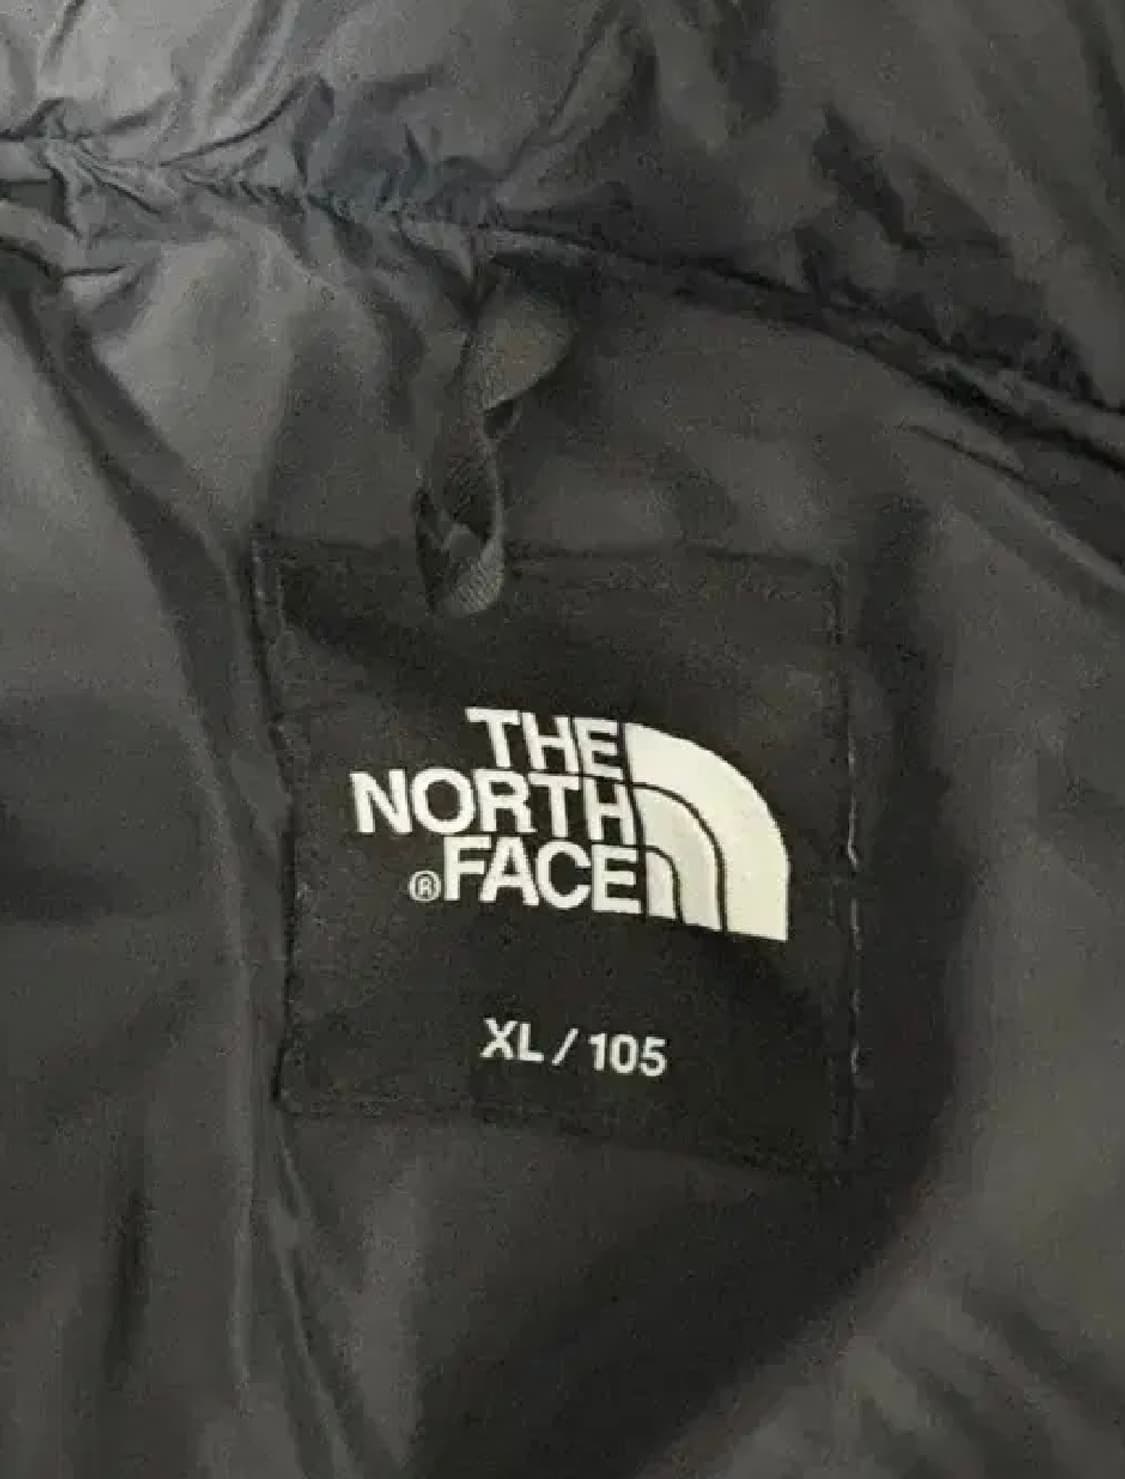 THE
NORTH
®FACE
XL / 105